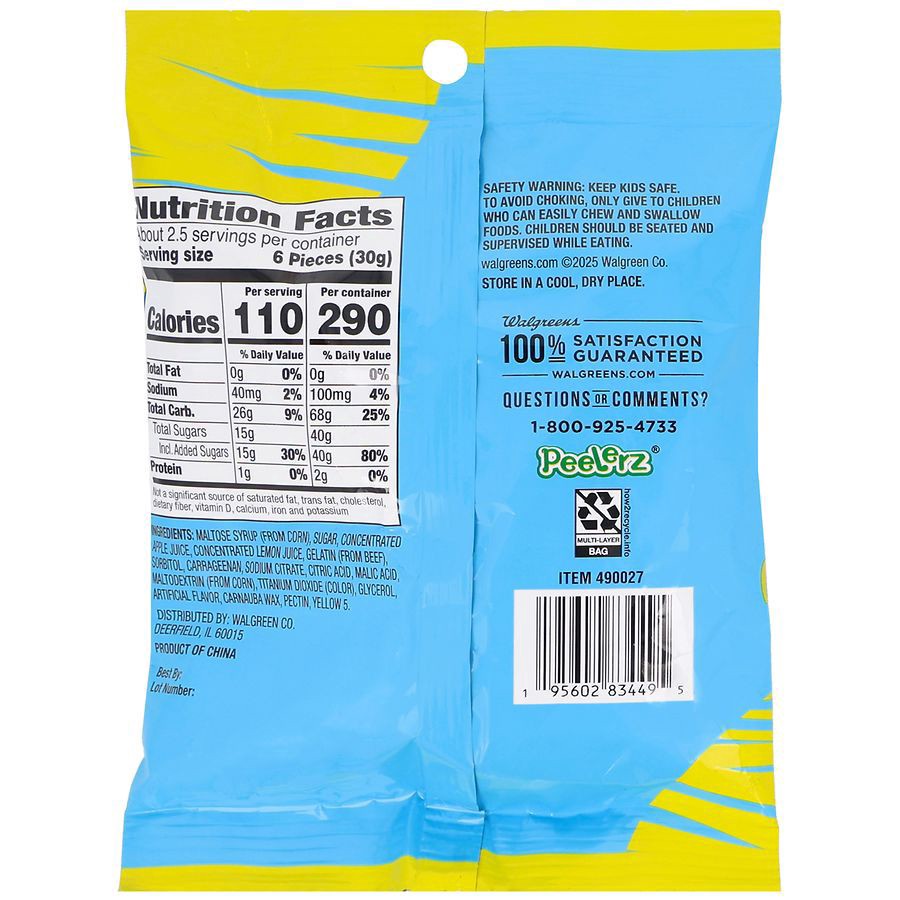 Nutrition Facts
About 2.5 servings per container
Serving size 6 Pieces (30g)
Per serving Per container
Calories 110 290
% Daily Value % Daily Value
Total Fat 0g 0% 0g 0%
Sodium 40mg 2% 100mg 4%
Total Carb. 26g 9% 68g 25%
Total Sugars 15g 40g
Incl. Added Sugars 15g 30% 40g 80%
Protein 1g 0% 2g 0%
Not a significant source of saturated fat, trans fat, cholesterol,
dietary fiber, vitamin D, calcium, iron and potassium
INGREDIENTS: MALTOSE SYRUP (FROM CORN), SUGAR, CONCENTRATED
APPLE JUICE, CONCENTRATED LEMON JUICE, GELATIN (FROM BEEF),
SORBITOL, CARRAGEENAN, SODIUM CITRATE, CITRIC ACID, MALIC ACID,
MALTODEXTRIN (FROM CORN), TITANIUM DIOXIDE (COLOR), GLYCEROL,
ARTIFICIAL FLAVOR, CARNAUBA WAX, PECTIN, YELLOW 5.
DISTRIBUTED BY: WALGREEN CO.
DEERFIELD, IL 60015
PRODUCT OF CHINA
Best By:
Lot Number:
SAFETY WARNING: KEEP KIDS SAFE.
TO AVOID CHOKING, ONLY GIVE TO CHILDREN
WHO CAN EASILY CHEW AND SWALLOW
FOODS. CHILDREN SHOULD BE SEATED AND
SUPERVISED WHILE EATING.
walgreens.com ©2025 Walgreen Co.
STORE IN A COOL, DRY PLACE.
Walgreens
100% SATISFACTION
GUARANTEED
WALGREENS.COM
QUESTIONS OR COMMENTS?
1-800-925-4733
Peelerz®
how2recycle.info
MULTI-LAYER
BAG
ITEM 490027
1 95602 83449 5